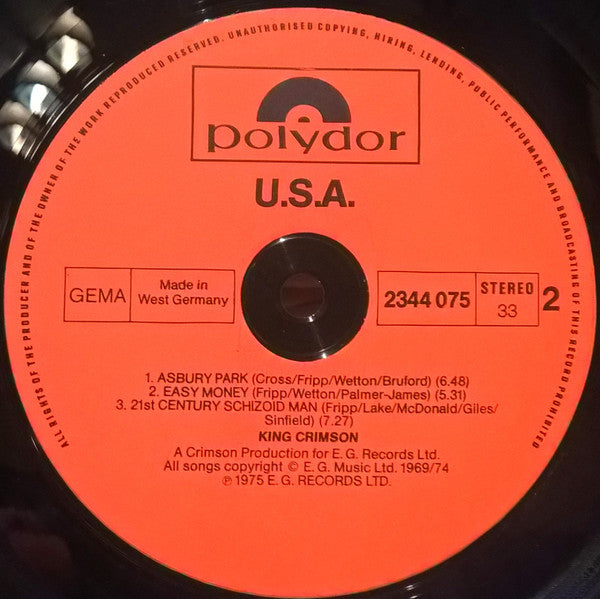 ALL RIGHTS OF THE PRODUCER AND OF THE OWNER OF THE WORK REPRODUCED RESERVED. UNAUTHORISED COPYING, HIRING, LENDING, PUBLIC PERFORMANCE AND BROADCASTING OF THIS RECORD PROHIBITED
polydor
U.S.A.
GEMA
Made in
West Germany
2344 075
STEREO
33
2
1. ASBURY PARK (Cross/Fripp/Wetton/Bruford) (6.48)
2. EASY MONEY (Fripp/Wetton/Palmer-James) (5.31)
3. 21st CENTURY SCHIZOID MAN (Fripp/Lake/McDonald/Giles/
Sinfield) (7.27)
KING CRIMSON
A Crimson Production for E. G. Records Ltd.
All songs copyright © E. G. Music Ltd. 1969/74
℗ 1975 E. G. RECORDS LTD.